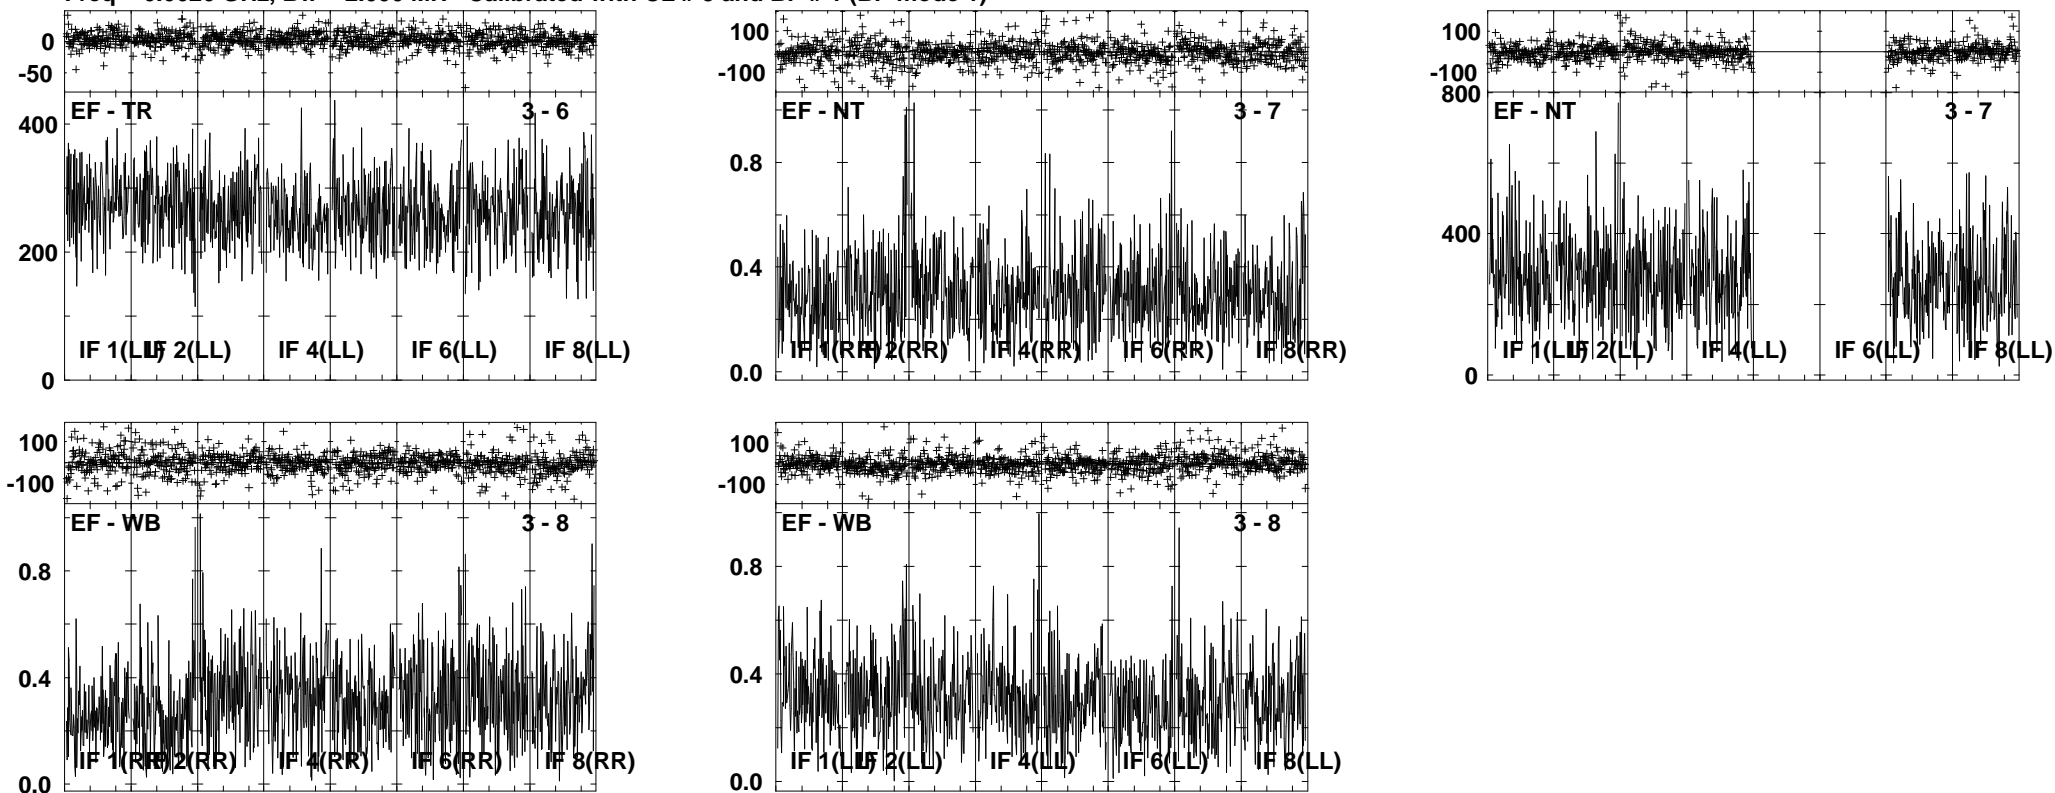 0
-50
EF - TR 3 - 6
400
200
0
IF 1(LL) IF 2(LL) IF 4(LL) IF 6(LL) IF 8(LL)
100
-100
EF - NT 3 - 7
0.8
0.4
0.0
IF 1(RR) IF 2(RR) IF 4(RR) IF 6(RR) IF 8(RR)
100
-100
800
EF - NT 3 - 7
400
0
IF 1(LL) IF 2(LL) IF 4(LL) IF 6(LL) IF 8(LL)
100
-100
EF - WB 3 - 8
0.8
0.4
0.0
IF 1(RR) IF 2(RR) IF 4(RR) IF 6(RR) IF 8(RR)
100
-100
EF - WB 3 - 8
0.8
0.4
0.0
IF 1(LL) IF 2(LL) IF 4(LL) IF 6(LL) IF 8(LL)